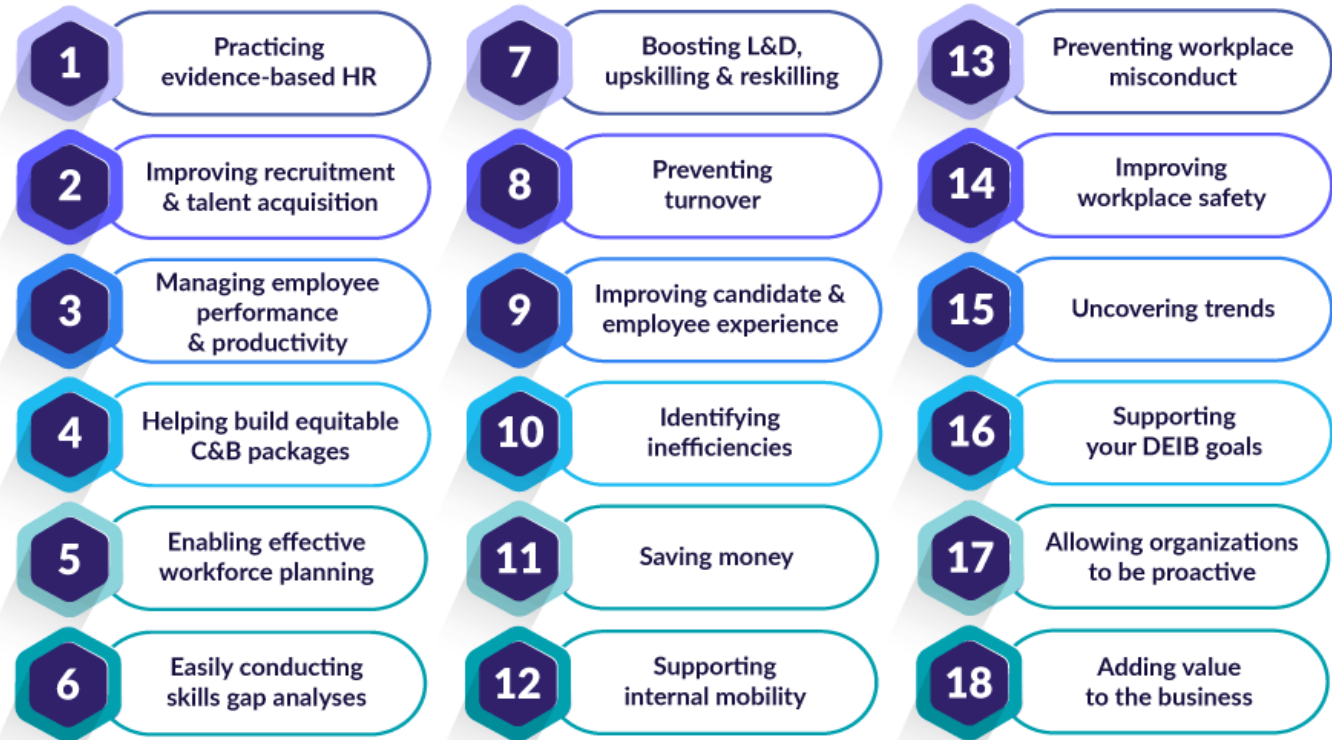 1
Practicing
evidence-based HR
2
Improving recruitment
& talent acquisition
3
Managing employee
performance
& productivity
4
Helping build equitable
C&B packages
5
Enabling effective
workforce planning
6
Easily conducting
skills gap analyses
7
Boosting L&D,
upskilling & reskilling
8
Preventing
turnover
9
Improving candidate &
employee experience
10
Identifying
inefficiencies
11
Saving money
12
Supporting
internal mobility
13
Preventing workplace
misconduct
14
Improving
workplace safety
15
Uncovering trends
16
Supporting
your DEIB goals
17
Allowing organizations
to be proactive
18
Adding value
to the business